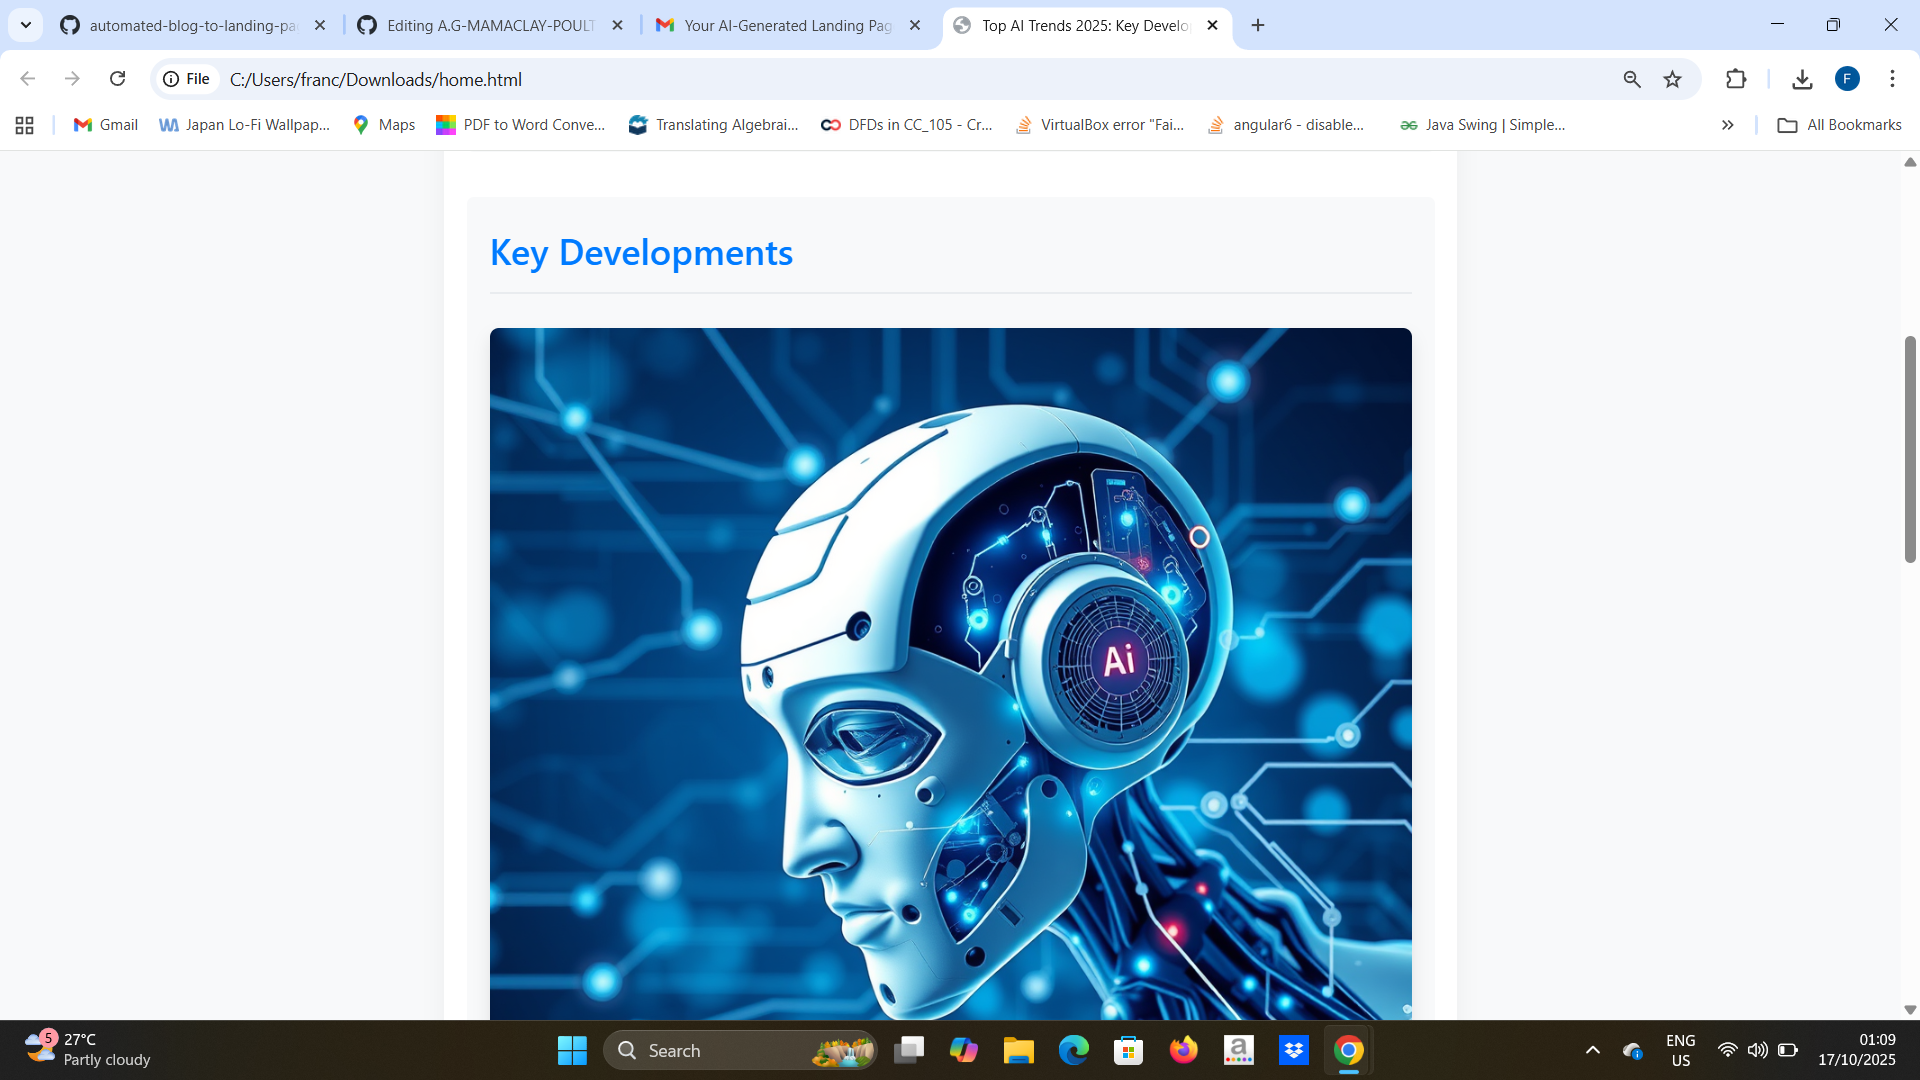 automated-blog-to-landing-pa
Editing A.G-MAMACLAY-POULT
Your AI-Generated Landing Pag
Top AI Trends 2025: Key Develo
File
C:/Users/franc/Downloads/home.html
F
Gmail
Japan Lo-Fi Wallpap...
Maps
PDF to Word Conve...
Translating Algebrai...
DFDs in CC_105 - Cr...
VirtualBox error "Fai...
angular6 - disable...
Java Swing | Simple...
All Bookmarks
Key Developments
Ai
5
27°C
Partly cloudy
Search
a
ENG
US
01:09
17/10/2025